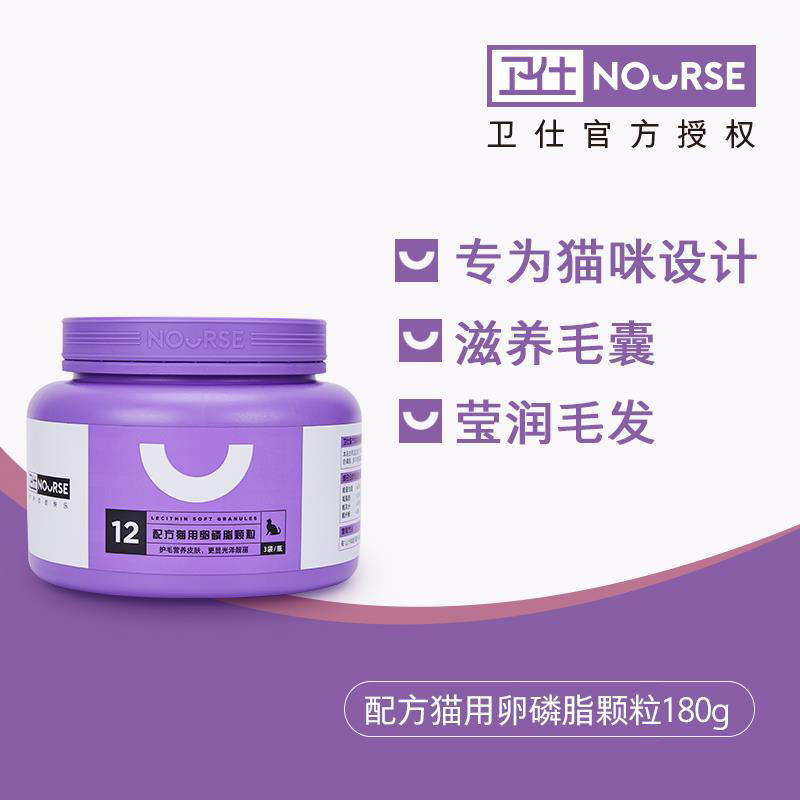 卫仕 NOURSE
卫仕官方授权
专为猫咪设计
滋养毛囊
莹润毛发
NOURSE
卫仕 NOURSE
LECITHIN SOFT GRANULES
12 配方猫用卵磷脂颗粒
护毛营养皮肤，更显光泽靓丽
3袋/瓶
配方猫用卵磷脂颗粒180g